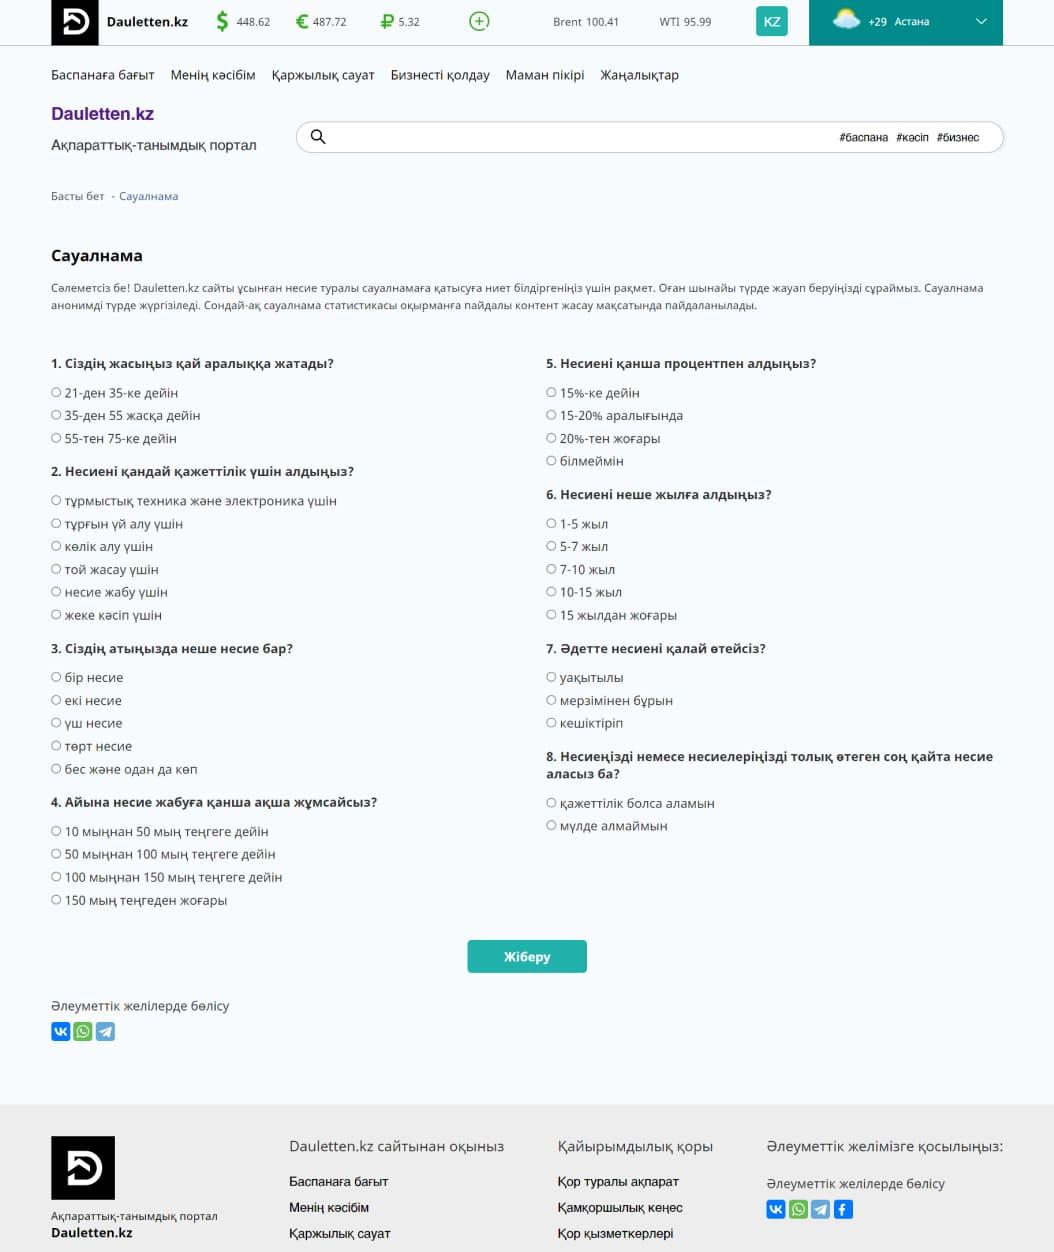 Dauletten.kz
$ 448.62
€ 487.72
₽ 5.32
Brent 100.41
WTI 95.99
KZ
+29 Астана
Баспанаға бағыт Менің кәсібім Қаржылық сауат Бизнесті қолдау Маман пікірі Жаңалықтар
Dauletten.kz
Ақпараттық-танымдық портал
#баспана #кәсіп #бизнес
Басты бет - Сауалнама
Сауалнама
Сәлеметсіз бе! Dauletten.kz сайты ұсынған несие туралы сауалнамаға қатысуға ниет білдіргеніңіз үшін рақмет. Оған шынайы түрде жауап беруіңізді сұраймыз. Сауалнама
анонимді түрде жүргізіледі. Сондай-ақ сауалнама статистикасы оқырманға пайдалы контент жасау мақсатында пайдаланылады.
1. Сіздің жасыңыз қай аралыққа жатады?
21-ден 35-ке дейін
35-ден 55 жасқа дейін
55-тен 75-ке дейін
2. Несиені қандай қажеттілік үшін алдыңыз?
тұрмыстық техника және электроника үшін
тұрғын үй алу үшін
көлік алу үшін
той жасау үшін
несие жабу үшін
жеке кәсіп үшін
3. Сіздің атыңызда неше несие бар?
бір несие
екі несие
үш несие
төрт несие
бес және одан да көп
4. Айына несие жабуға қанша ақша жұмсайсыз?
10 мыңнан 50 мың теңгеге дейін
50 мыңнан 100 мың теңгеге дейін
100 мыңнан 150 мың теңгеге дейін
150 мың теңгеден жоғары
5. Несиені қанша процентпен алдыңыз?
15%-ке дейін
15-20% аралығында
20%-тен жоғары
білмеймін
6. Несиені неше жылға алдыңыз?
1-5 жыл
5-7 жыл
7-10 жыл
10-15 жыл
15 жылдан жоғары
7. Әдетте несиені қалай өтейсіз?
уақытылы
мерзімінен бұрын
кешіктіріп
8. Несиеңізді немесе несиелеріңізді толық өтеген соң қайта несие
аласыз ба?
қажеттілік болса аламын
мүлде алмаймын
Жіберу
Әлеуметтік желілерде бөлісу
Ақпараттық-танымдық портал
Dauletten.kz
Dauletten.kz сайтынан оқыныз
Баспанаға бағыт
Менің кәсібім
Қаржылық сауат
Қайырымдылық қоры
Қор туралы ақпарат
Қамқоршылық кеңес
Қор қызметкерлері
Әлеуметтік желімізге қосылыңыз:
Әлеуметтік желілерде бөлісу